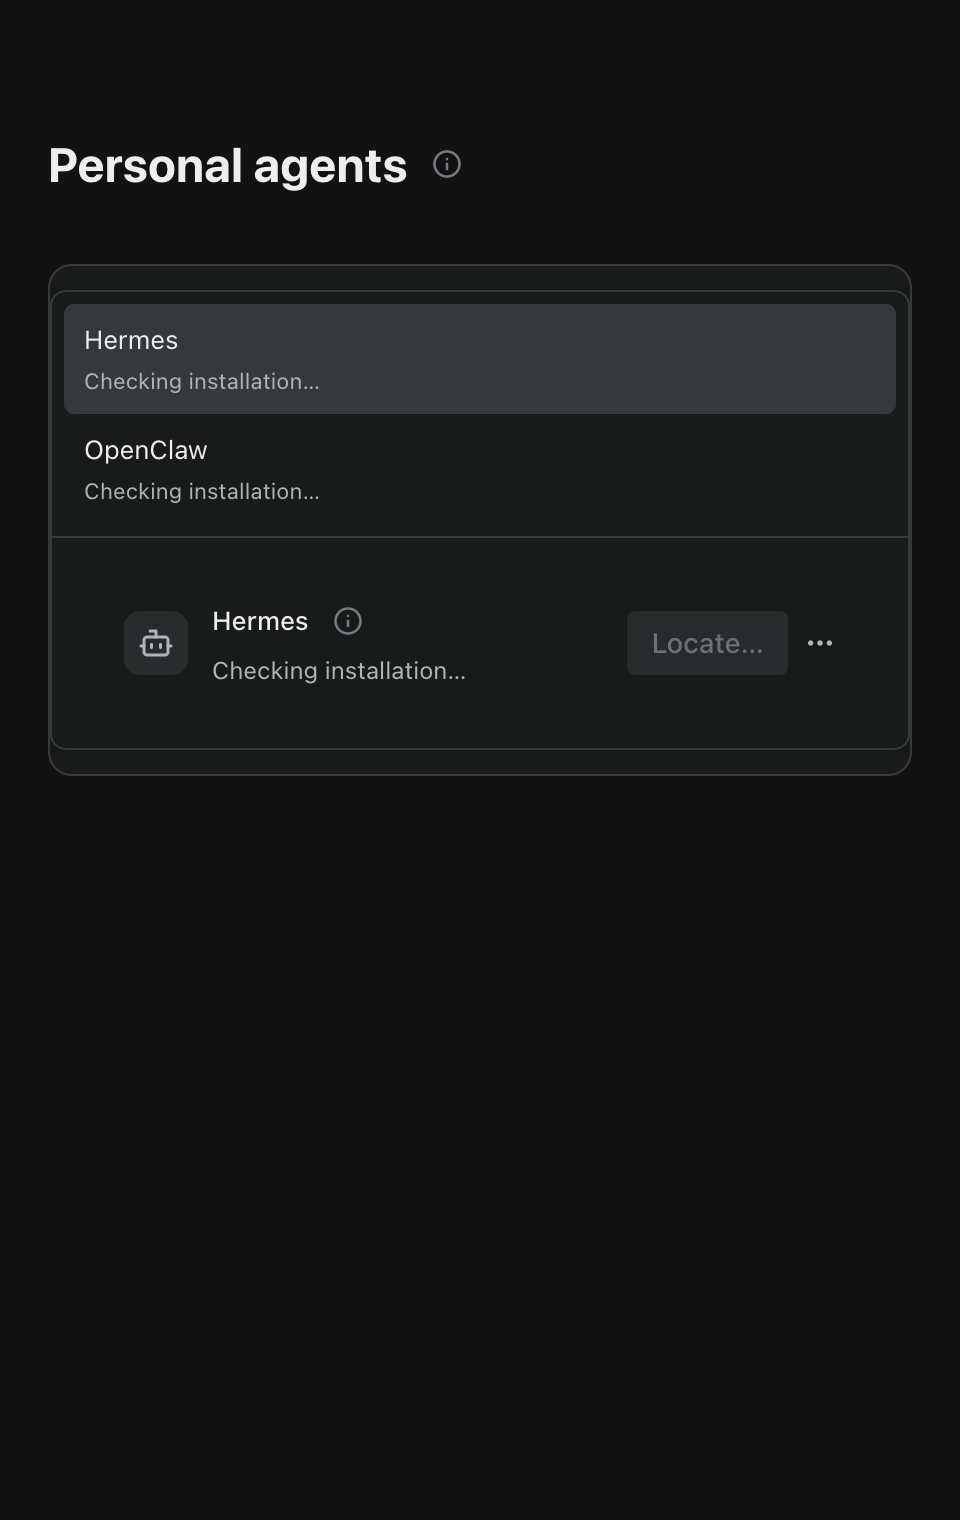 Personal agents
Hermes
Checking installation...
OpenClaw
Checking installation...
Hermes
Locate...
Checking installation...